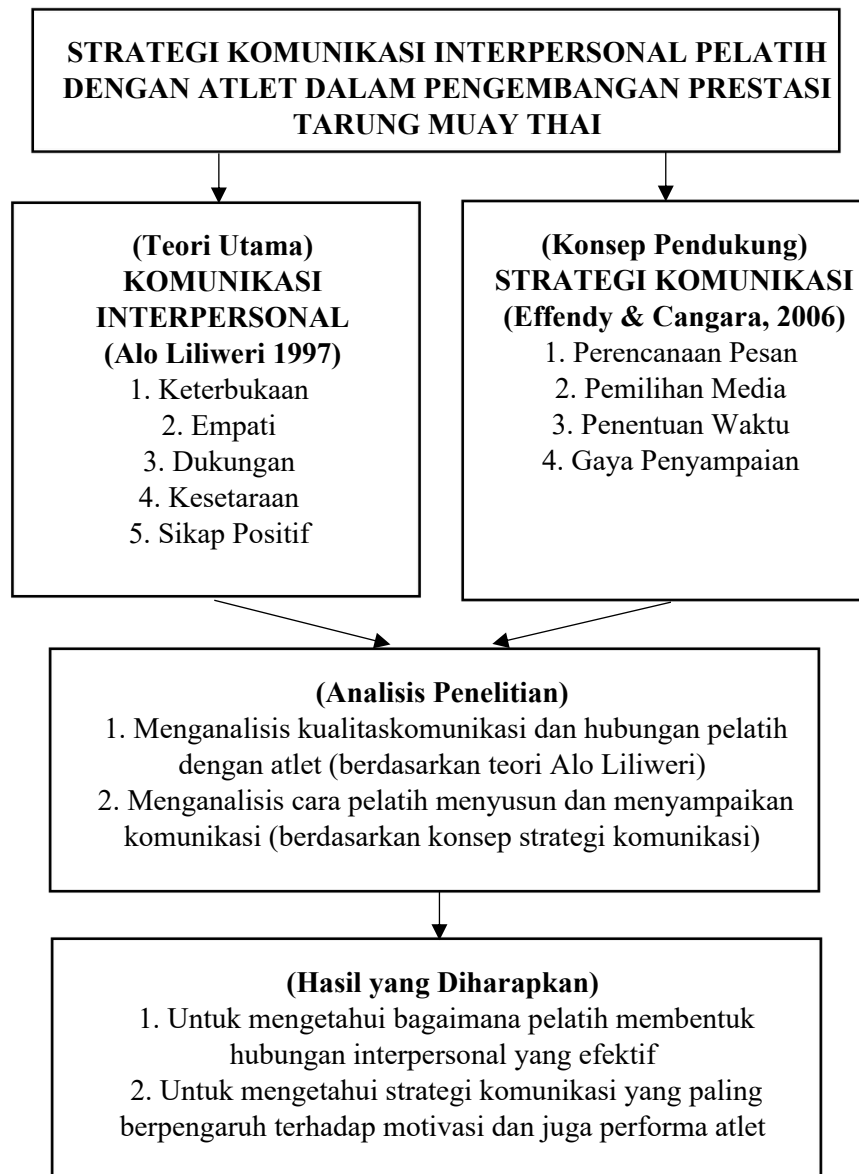 STRATEGI KOMUNIKASI INTERPERSONAL PELATIH
DENGAN ATLET DALAM PENGEMBANGAN PRESTASI
TARUNG MUAY THAI
(Teori Utama)
KOMUNIKASI
INTERPERSONAL
(Alo Liliweri 1997)
1. Keterbukaan
2. Empati
3. Dukungan
4. Kesetaraan
5. Sikap Positif
(Konsep Pendukung)
STRATEGI KOMUNIKASI
(Effendy & Cangara, 2006)
1. Perencanaan Pesan
2. Pemilihan Media
3. Penentuan Waktu
4. Gaya Penyampaian
(Analisis Penelitian)
1. Menganalisis kualitaskomunikasi dan hubungan pelatih
dengan atlet (berdasarkan teori Alo Liliweri)
2. Menganalisis cara pelatih menyusun dan menyampaikan
komunikasi (berdasarkan konsep strategi komunikasi)
(Hasil yang Diharapkan)
1. Untuk mengetahui bagaimana pelatih membentuk
hubungan interpersonal yang efektif
2. Untuk mengetahui strategi komunikasi yang paling
berpengaruh terhadap motivasi dan juga performa atlet